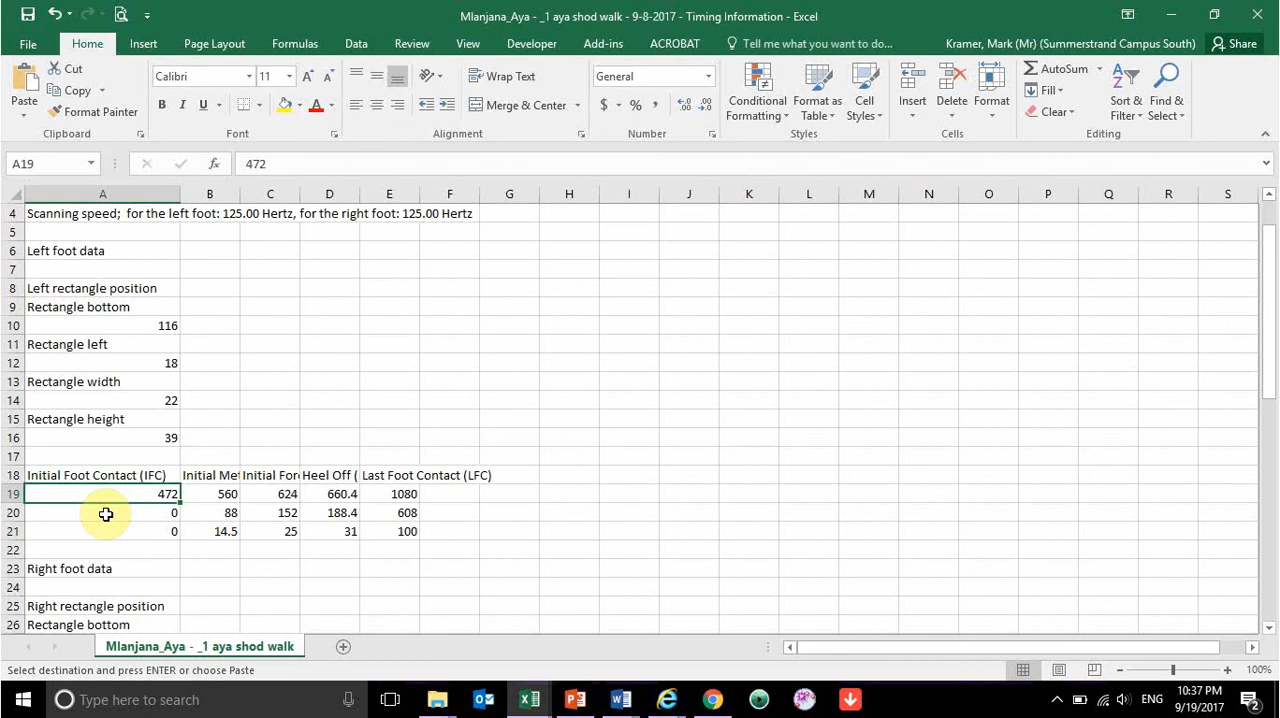 Mlanjana_Aya - _1 aya shod walk - 9-8-2017 - Timing Information - Excel
File Home Insert Page Layout Formulas Data Review View Developer Add-ins ACROBAT Tell me what you want to do... Kramer, Mark (Mr) (Summerstrand Campus South) Share
Paste
Cut
Copy
Format Painter
Clipboard
Calibri 11 A A
B I U A
Font
Wrap Text
Merge & Center
Alignment
General
$ % ,
Number
Conditional Formatting
Format as Table
Cell Styles
Styles
Insert Delete Format
Cells
AutoSum
Fill
Clear
Sort & Filter
Find & Select
Editing
A19 fx 472
A B C D E F G H I J K L M N O P Q R S
4 Scanning speed; for the left foot: 125.00 Hertz, for the right foot: 125.00 Hertz
5
6 Left foot data
7
8 Left rectangle position
9 Rectangle bottom
10 116
11 Rectangle left
12 18
13 Rectangle width
14 22
15 Rectangle height
16 39
17
18 Initial Foot Contact (IFC) Initial Met Initial For Heel Off ( Last Foot Contact (LFC)
19 472 560 624 660.4 1080
20 0 88 152 188.4 608
21 0 14.5 25 31 100
22
23 Right foot data
24
25 Right rectangle position
26 Rectangle bottom
Mlanjana_Aya - _1 aya shod walk
Select destination and press ENTER or choose Paste 100%
Type here to search ENG 10:37 PM
9/19/2017 2